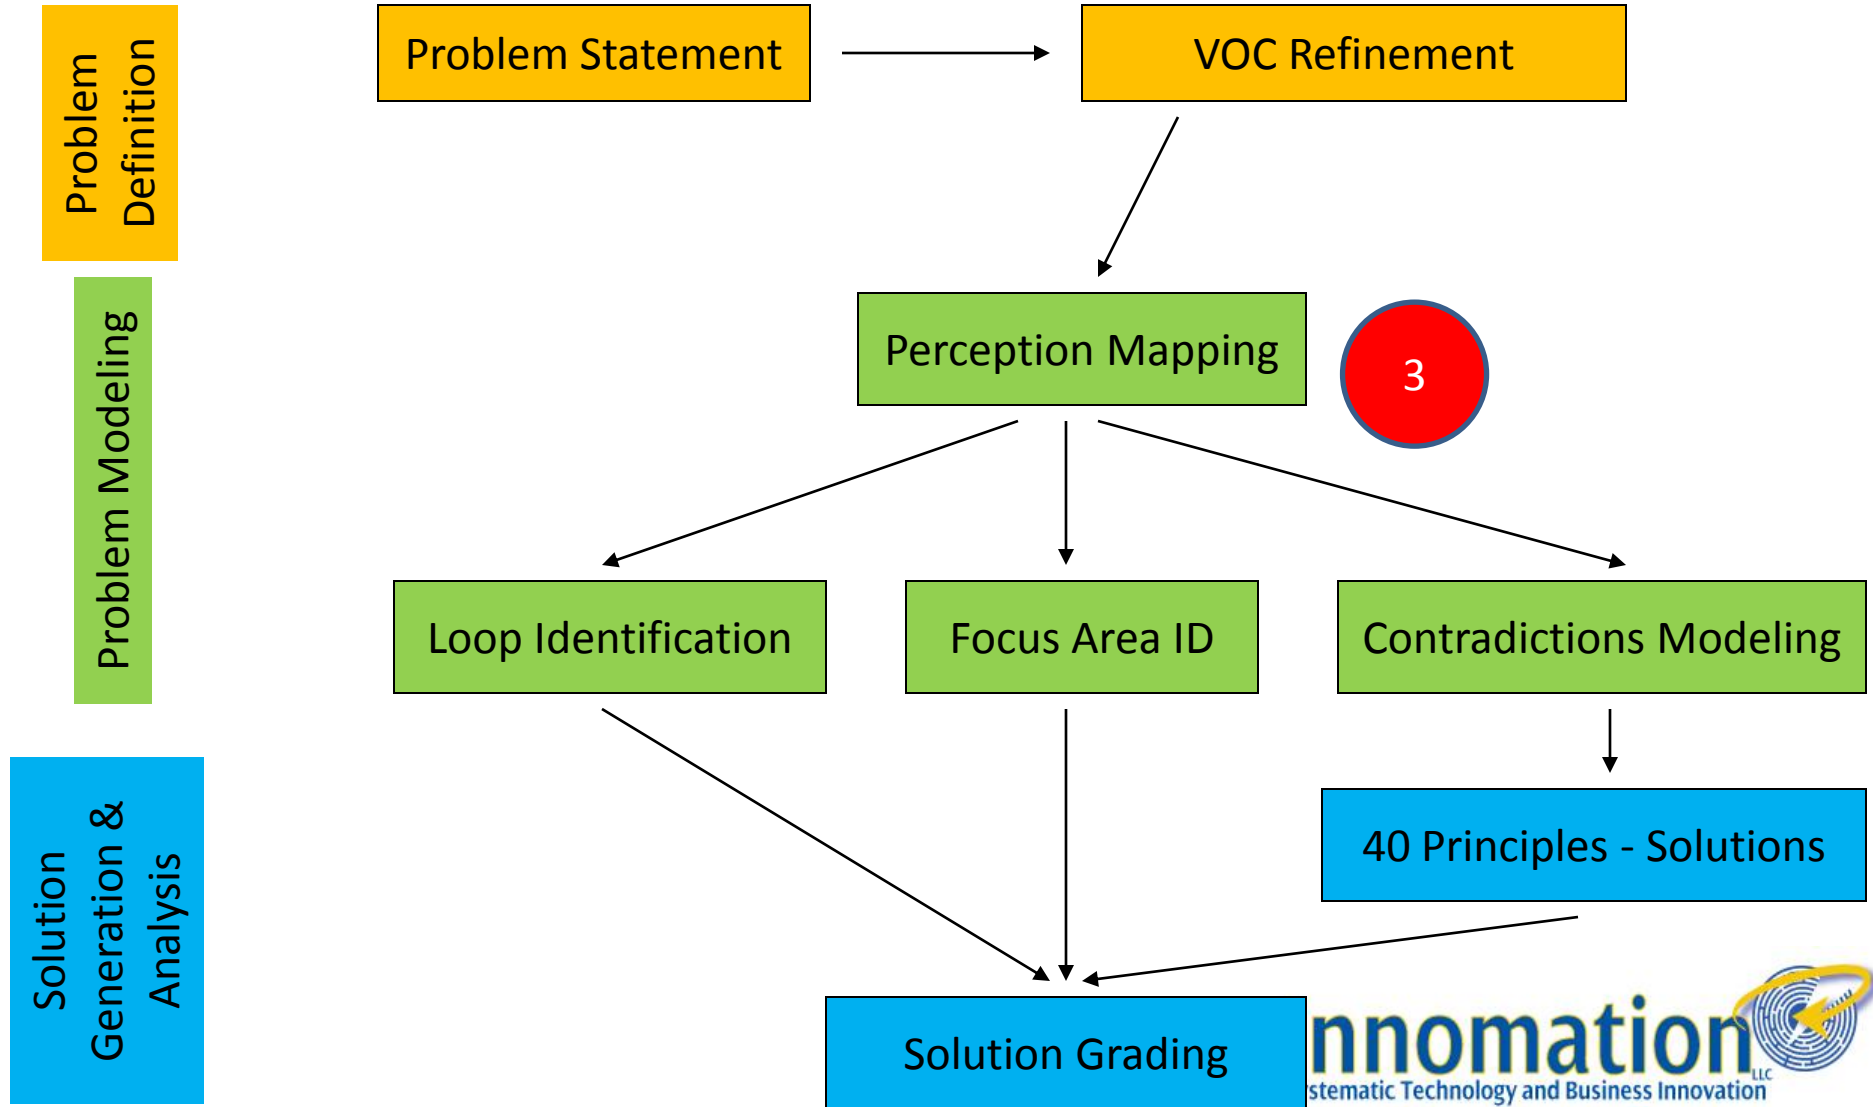 Problem
Definition
Problem Statement
VOC Refinement
Problem Modeling
Perception Mapping
3
Loop Identification
Focus Area ID
Contradictions Modeling
Solution
Generation &
Analysis
40 Principles - Solutions
Solution Grading
nnomation
LLC
stematic Technology and Business Innovation